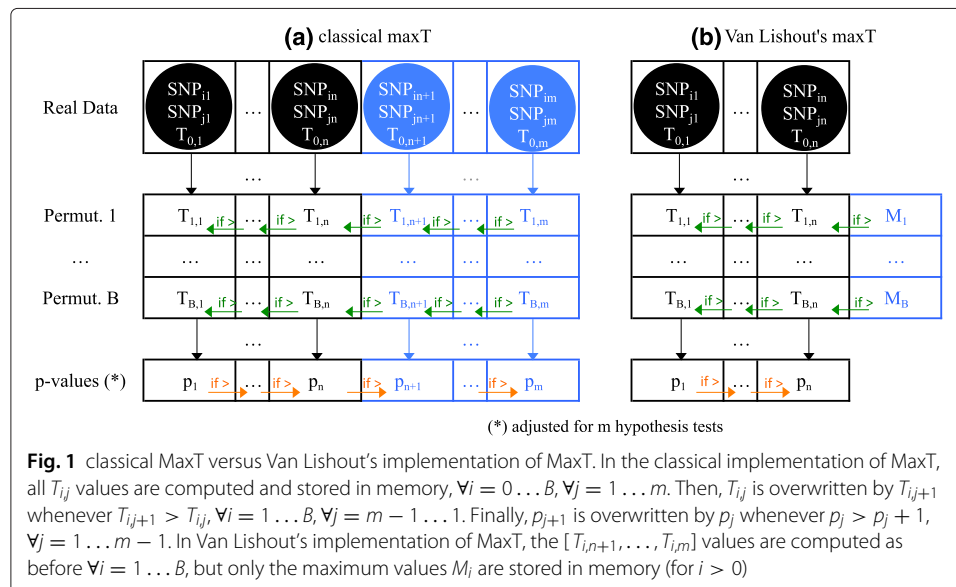 (a) classical maxT (b) Van Lishout's maxT
Real Data
SNPi1 ... SNPin SNPin+1 ... SNPim SNPi1 ... SNPin
SNPj1 SNPjn SNPjn+1 SNPjm SNPj1 SNPjn
T0,1 T0,n T0,n+1 T0,m T0,1 T0,n
... ... ...
Permut. 1 T1,1 if > ... if > T1,n if > T1,n+1 if > ... if > T1,m T1,1 if > ... if > T1,n if > M1
... ... ... ... ... ... ... ... ... ... ...
Permut. B TB,1 if > ... if > TB,n if > TB,n+1 if > ... if > TB,m TB,1 if > ... if > TB,n if > MB
... ... ...
p-values (*) p1 if > ... if > pn if > pn+1 ... if > pm p1 if > ... if > pn
(*) adjusted for m hypothesis tests
Fig. 1 classical MaxT versus Van Lishout’s implementation of MaxT. In the classical implementation of MaxT,
all Ti,j values are computed and stored in memory, ∀i = 0 . . . B, ∀j = 1 . . . m. Then, Ti,j is overwritten by Ti,j+1
whenever Ti,j+1 > Ti,j, ∀i = 1 . . . B, ∀j = m − 1 . . . 1. Finally, pj+1 is overwritten by pj whenever pj > pj + 1,
∀j = 1 . . . m − 1. In Van Lishout’s implementation of MaxT, the [ Ti,n+1, . . . , Ti,m] values are computed as
before ∀i = 1 . . . B, but only the maximum values Mi are stored in memory (for i > 0)